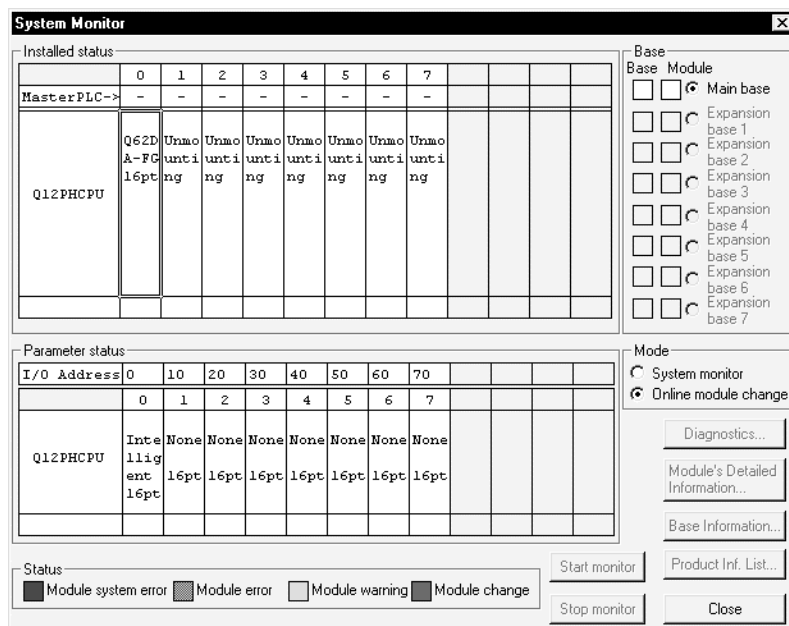 System Monitor
Installed status
0 1 2 3 4 5 6 7
MasterPLC-> - - - - - - - -
Q12PHCPU
Q62D Unmo Unmo Unmo Unmo Unmo Unmo Unmo
A-FG unti unti unti unti unti unti unti
16pt ng ng ng ng ng ng ng
Base
Base Module
Main base
Expansion
base 1
Expansion
base 2
Expansion
base 3
Expansion
base 4
Expansion
base 5
Expansion
base 6
Expansion
base 7
Parameter status
I/O Address 0 10 20 30 40 50 60 70
0 1 2 3 4 5 6 7
Q12PHCPU
Inte None None None None None None None
llig
ent 16pt 16pt 16pt 16pt 16pt 16pt 16pt
16pt
Mode
System monitor
Online module change
Diagnostics...
Module's Detailed
Information...
Base Information...
Product Inf. List...
Status
Module system error Module error Module warning Module change
Start monitor
Stop monitor
Close